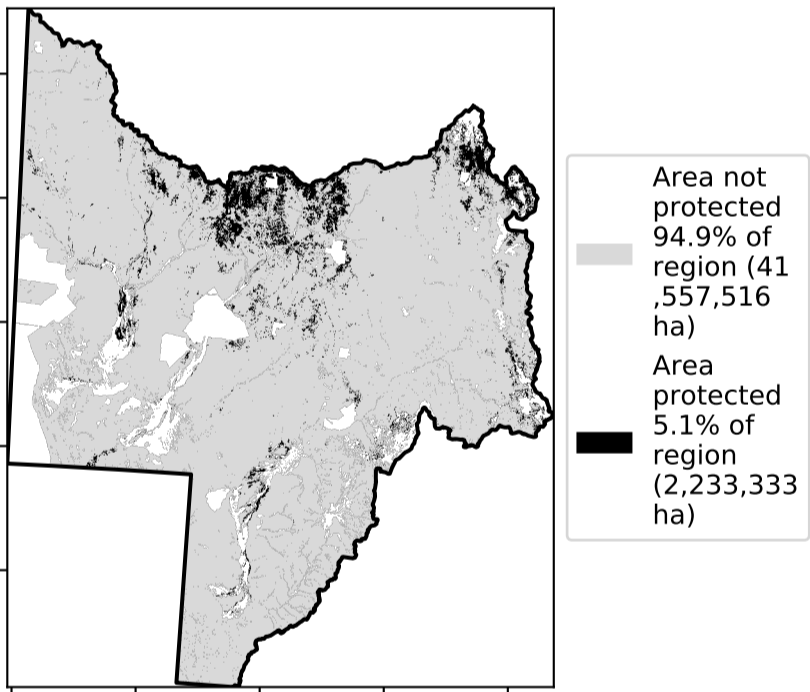 Area not
protected
94.9% of
region (41
,557,516
ha)
Area
protected
5.1% of
region
(2,233,333
ha)